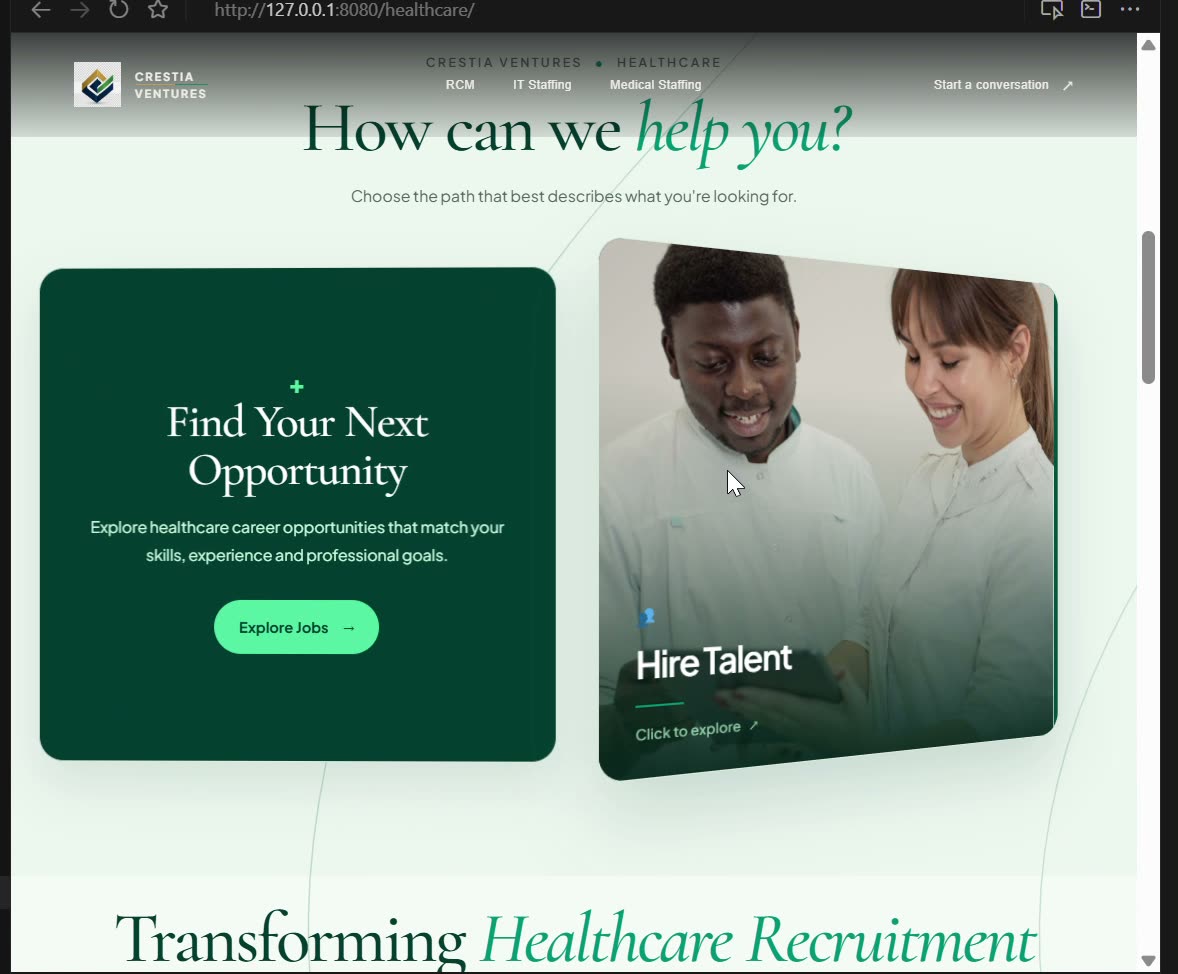 http://127.0.0.1:8080/healthcare/
CRESTIA VENTURES • HEALTHCARE
CRESTIA
VENTURES
RCM
IT Staffing
Medical Staffing
Start a conversation ↗
How can we help you?
Choose the path that best describes what you're looking for.
Find Your Next
Opportunity
Explore healthcare career opportunities that match your
skills, experience and professional goals.
Explore Jobs →
Hire Talent
Click to explore ↗
Transforming Healthcare Recruitment